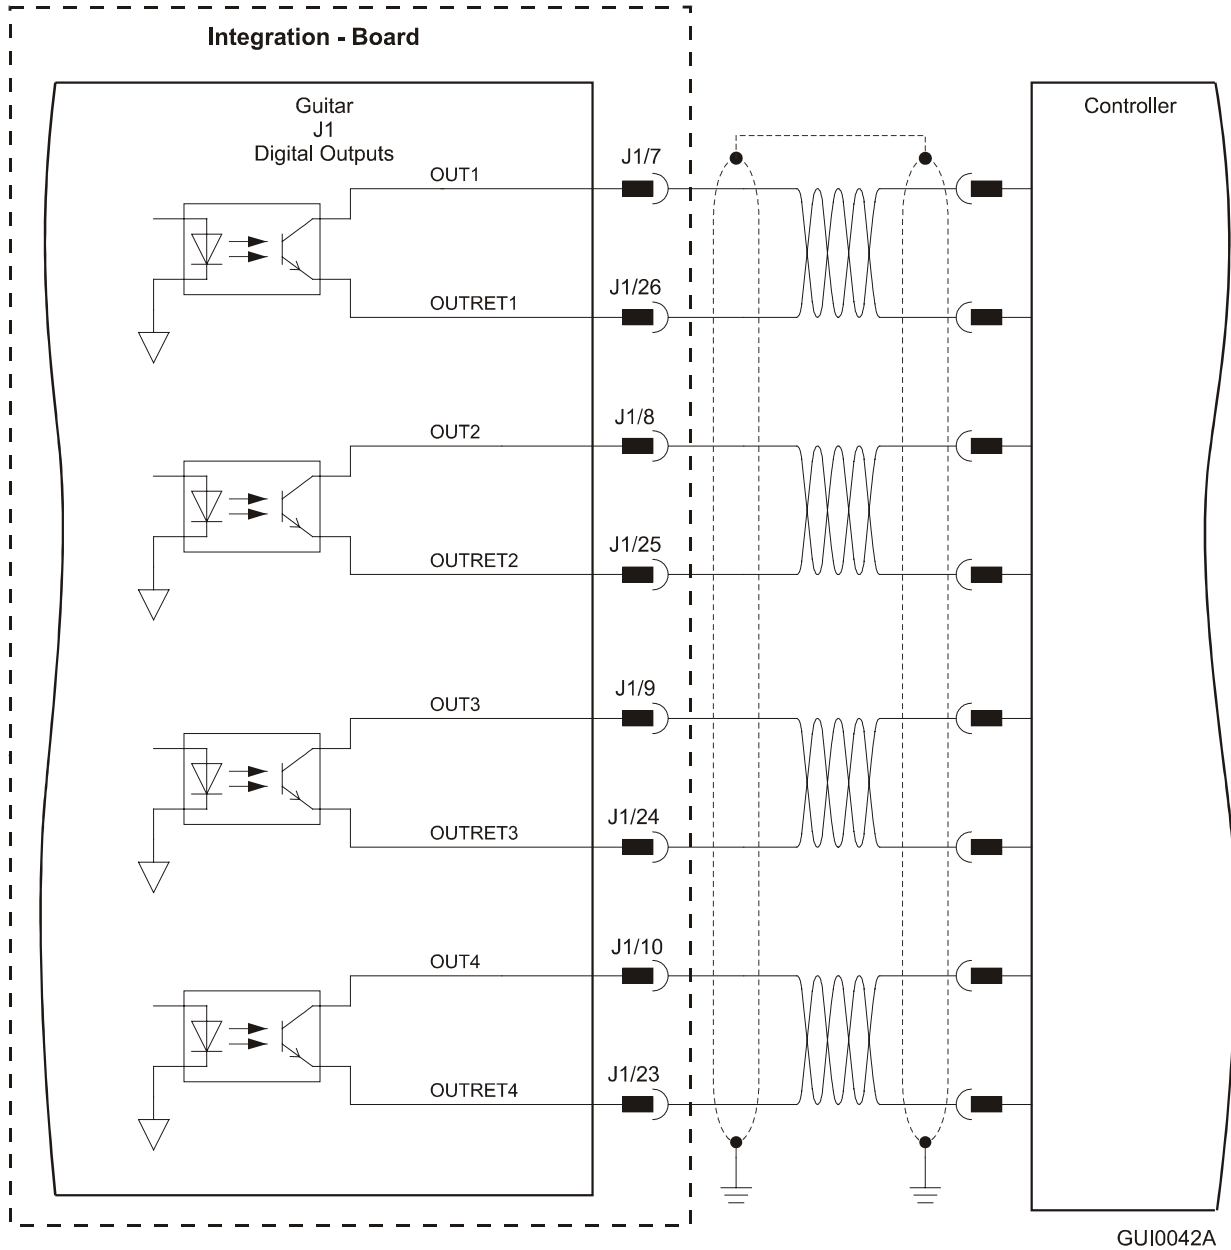 Integration - Board
Guitar
J1
Digital Outputs
Controller
OUT1
J1/7
OUTRET1
J1/26
OUT2
J1/8
OUTRET2
J1/25
OUT3
J1/9
OUTRET3
J1/24
OUT4
J1/10
OUTRET4
J1/23
GUI0042A